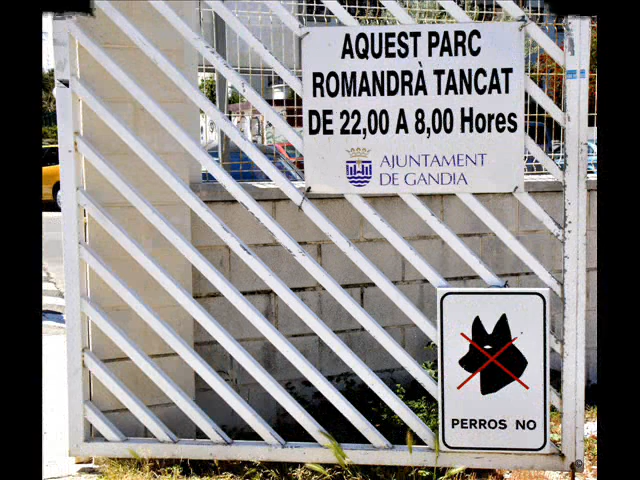 AQUEST PARC
ROMANDRÀ TANCAT
DE 22,00 A 8,00 Hores
AJUNTAMENT
DE GANDIA
PERROS NO